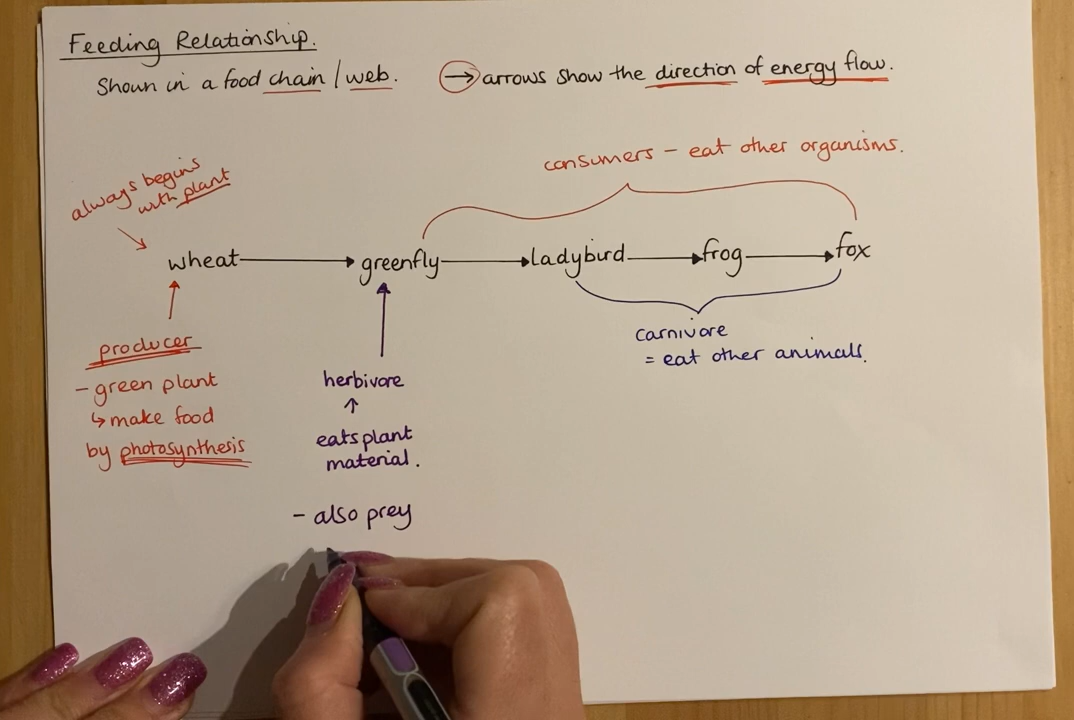 Feeding Relationship.
Shown in a food chain / web. → arrows show the direction of energy flow.
consumers - eat other organisms.
always begins
with plant
wheat → greenfly → ladybird → frog → fox
producer
- green plant
↳ make food
by photosynthesis
herbivore
↑
eats plant
material.
- also prey
carnivore
= eat other animals.